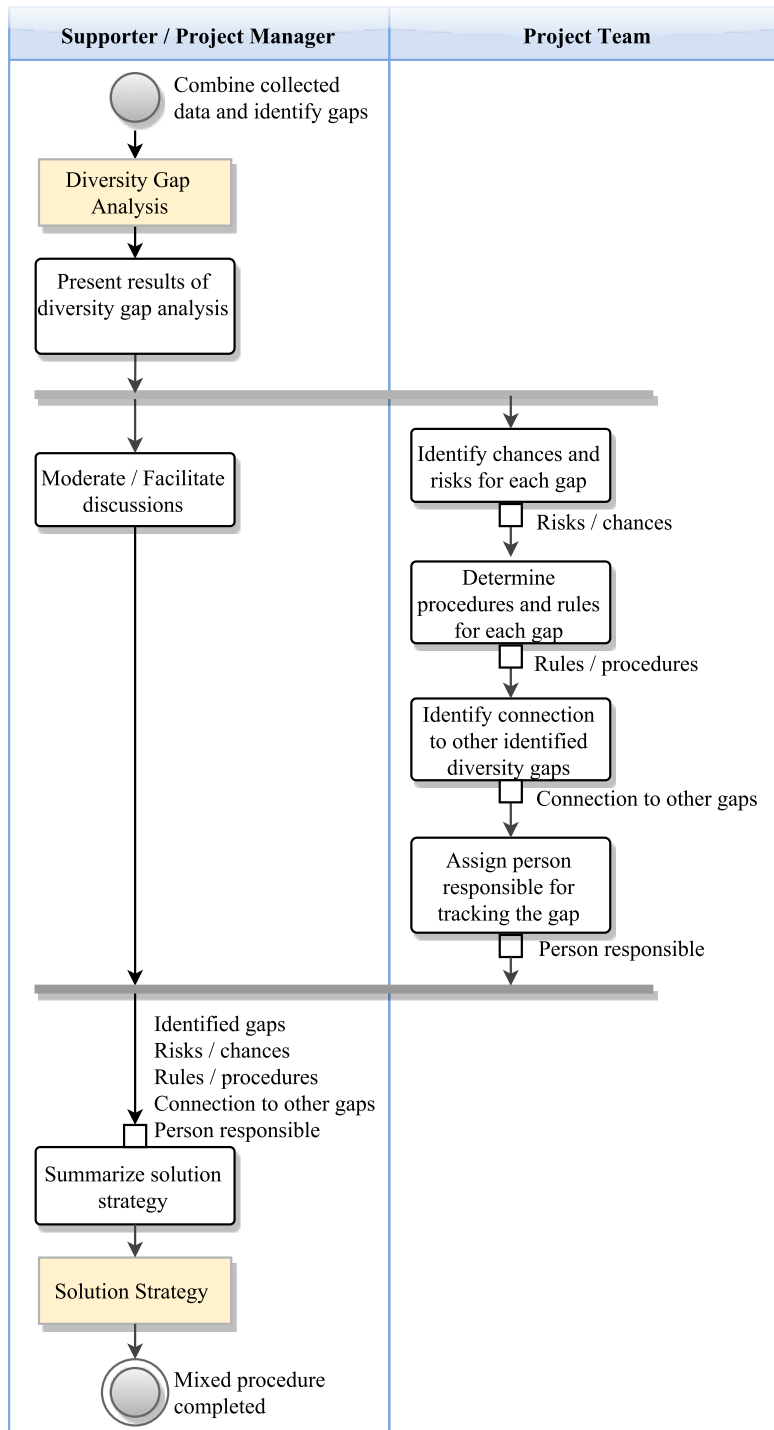 Supporter / Project Manager
Project Team
Combine collected
data and identify gaps
Diversity Gap
Analysis
Present results of
diversity gap analysis
Moderate / Facilitate
discussions
Identify chances and
risks for each gap
Risks / chances
Determine
procedures and rules
for each gap
Rules / procedures
Identify connection
to other identified
diversity gaps
Connection to other gaps
Assign person
responsible for
tracking the gap
Person responsible
Identified gaps
Risks / chances
Rules / procedures
Connection to other gaps
Person responsible
Summarize solution
strategy
Solution Strategy
Mixed procedure
completed